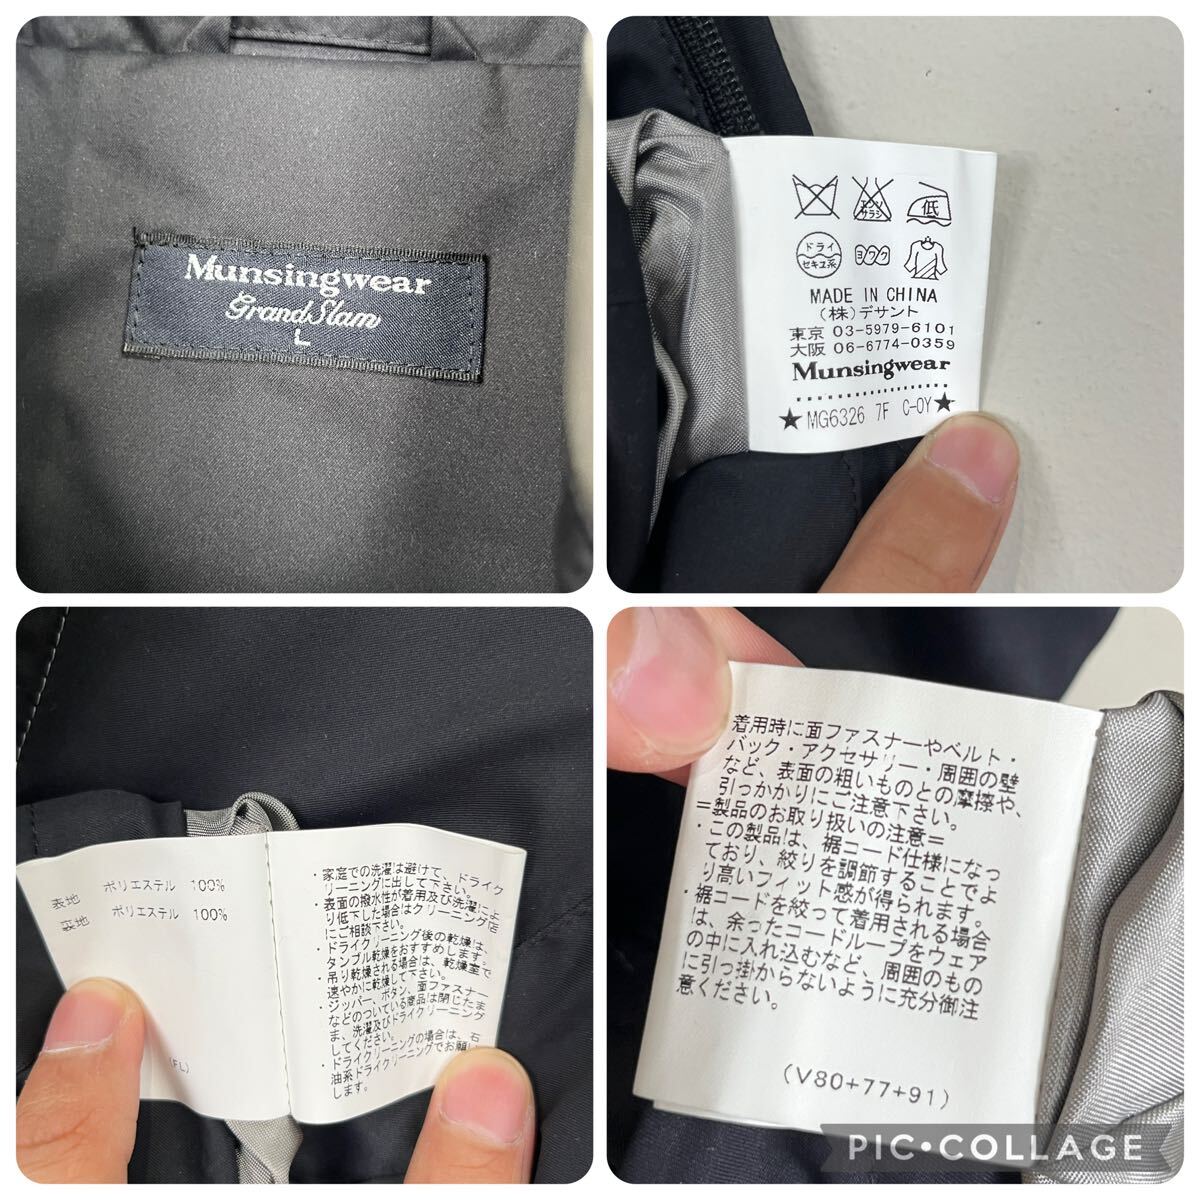 Munsingwear
Grand Slam
L
エンソ
サラシ
低
ドライ
セキユ系
ヨワク
MADE IN CHINA
(株)デサント
東京 03-5979-6101
大阪 06-6774-0359
Munsingwear
★MG6326 7F C-0Y★
表地 ポリエステル 100%
裏地 ポリエステル 100%
(FL)
・家庭での洗濯は避けて、ドライク
リーニングに出して下さい。
・表面の撥水性が着用及び洗濯によ
り低下した場合はクリーニング店
にご相談下さい。
・ドライクリーニング後の乾燥は、
タンブル乾燥をおすすめします。
・吊り乾燥される場合は、乾燥室で
速やかに乾燥して下さい。
・ジッパー、ボタン、面ファスナー
などのついている商品は閉じたま
ま、洗濯及びドライクリーニング
してください。
・ドライクリーニングの場合は、石
油系ドライクリーニングでお願い
します。
着用時に面ファスナーやベルト・
バック・アクセサリー・周囲の壁
など、表面の粗いものとの摩擦や、
引っかかりにご注意下さい。
=製品のお取り扱いの注意=
・この製品は、裾コード仕様になっ
ており、絞りを調節することでよ
り高いフィット感が得られます。
・裾コードを絞って着用される場合
は、余ったコードループをウェア
の中に入れ込むなど、周囲のもの
に引っ掛からないように充分御注
意ください。
(V80+77+91)
PIC•COLLAGE